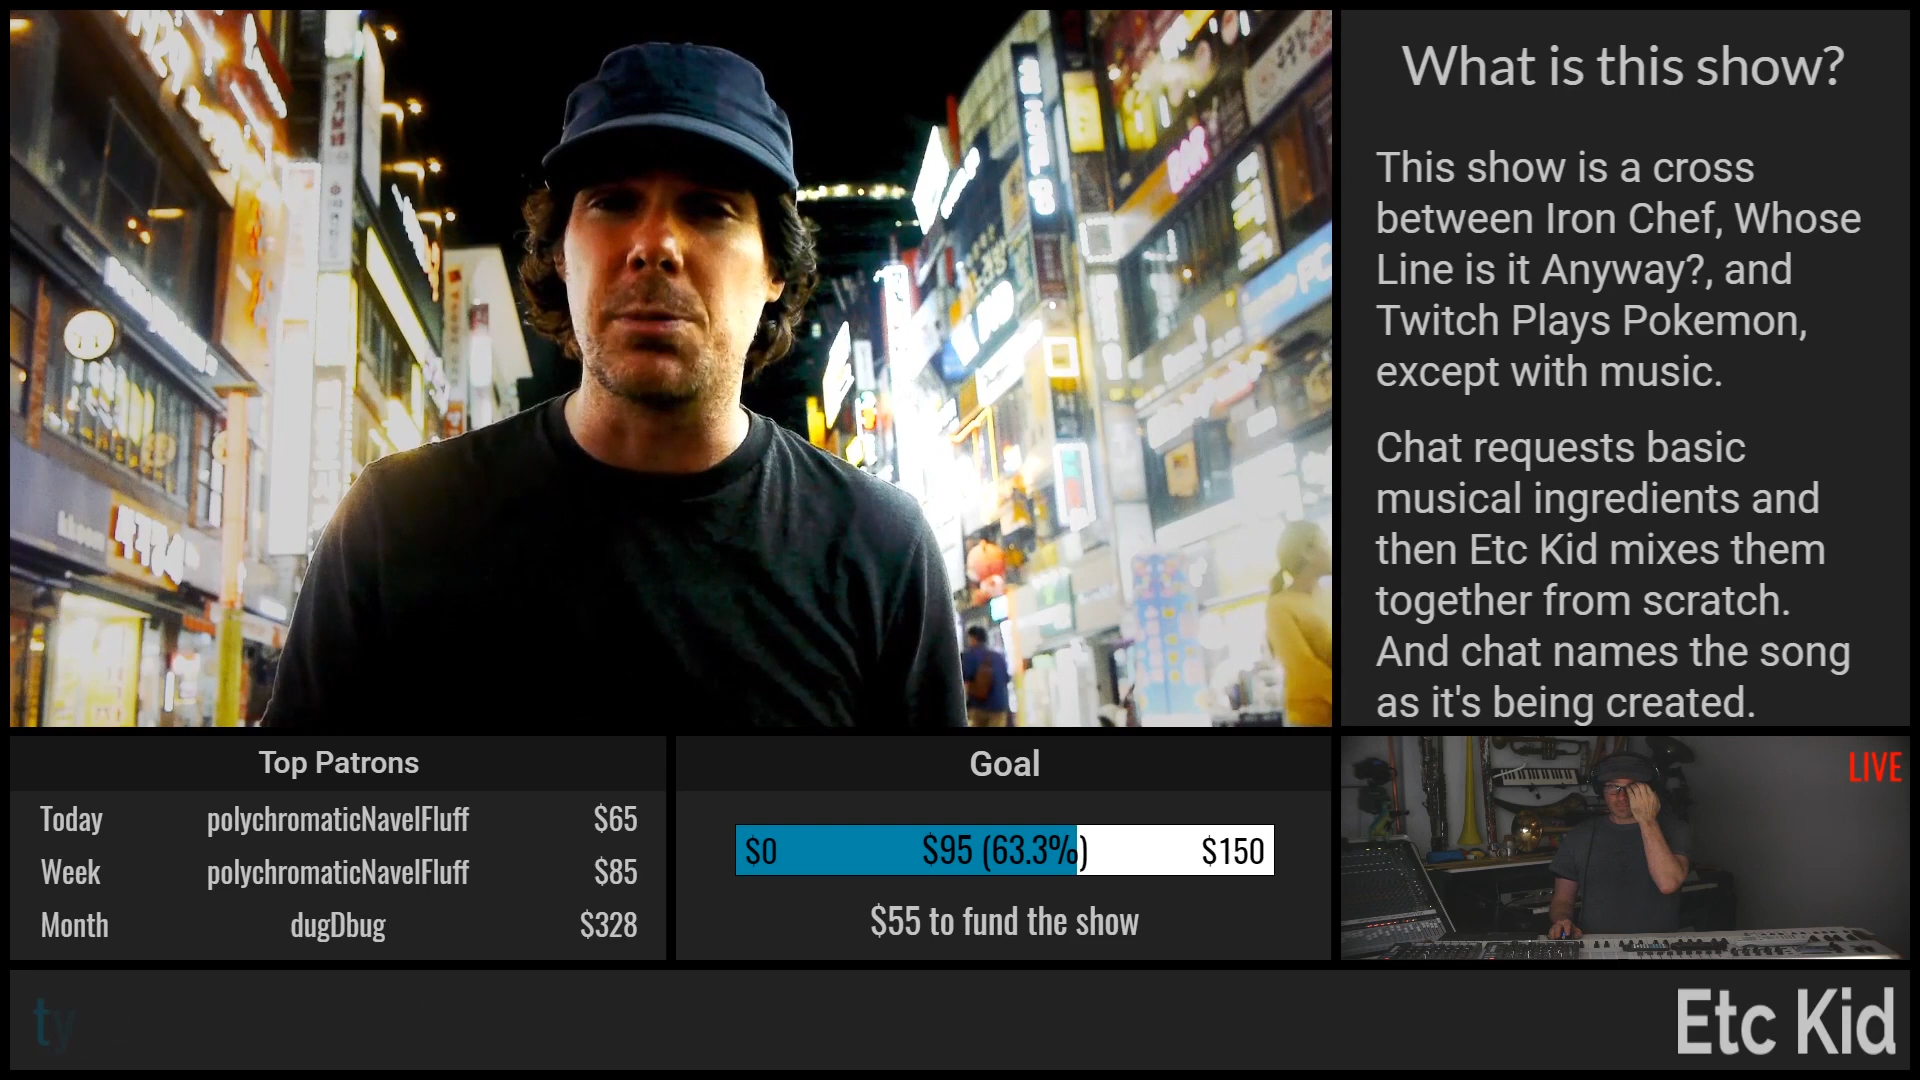 What is this show?
This show is a cross
between Iron Chef, Whose
Line is it Anyway?, and
Twitch Plays Pokemon,
except with music.
Chat requests basic
musical ingredients and
then Etc Kid mixes them
together from scratch.
And chat names the song
as it's being created.
BAR
PC
Top Patrons
Today polychromaticNavelFluff $65
Week polychromaticNavelFluff $85
Month dugDbug $328
Goal
$0 $95 (63.3%) $150
$55 to fund the show
LIVE
ty
Etc Kid